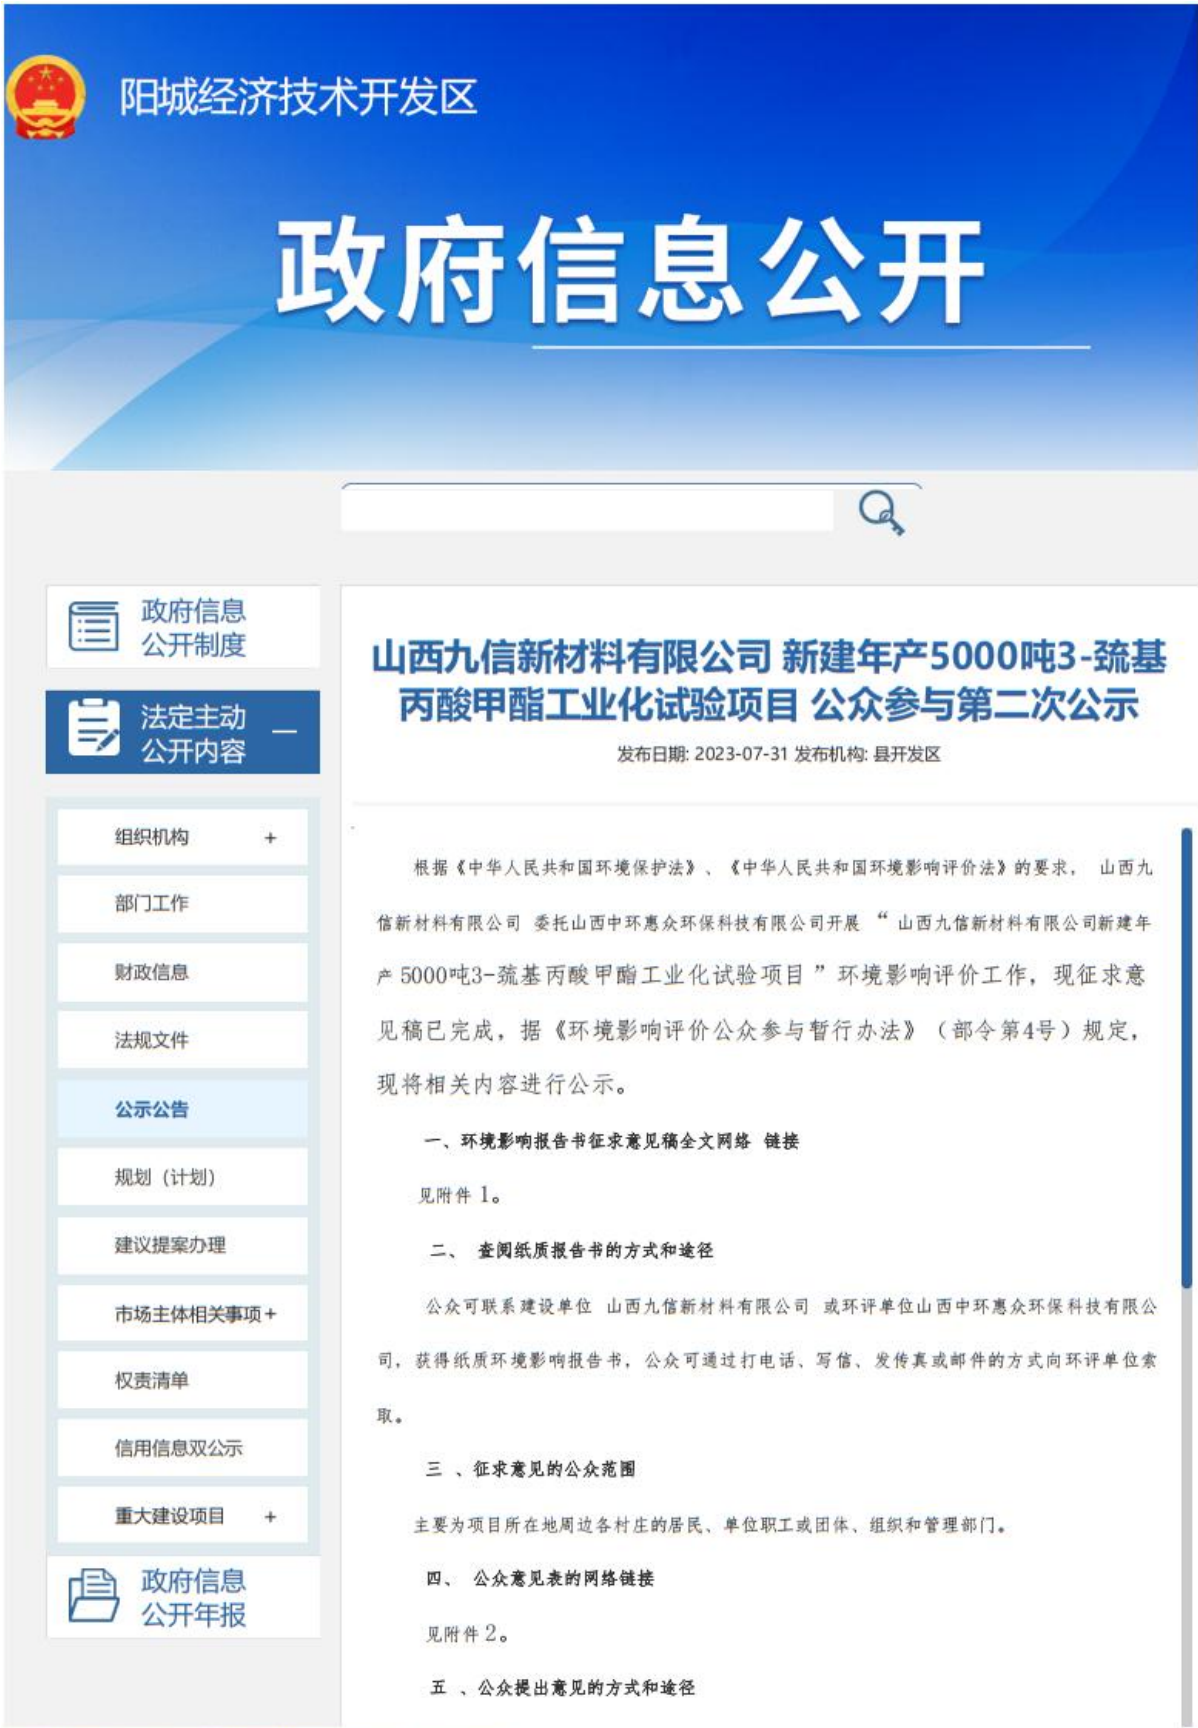 阳城经济技术开发区
政府信息公开
政府信息
公开制度
法定主动
公开内容
组织机构 +
部门工作
财政信息
法规文件
公示公告
规划（计划）
建议提案办理
市场主体相关事项+
权责清单
信用信息双公示
重大建设项目 +
政府信息
公开年报
山西九信新材料有限公司 新建年产5000吨3-巯基
丙酸甲酯工业化试验项目 公众参与第二次公示
发布日期: 2023-07-31 发布机构: 县开发区
根据《中华人民共和国环境保护法》、《中华人民共和国环境影响评价法》的要求， 山西九
信新材料有限公司 委托山西中环惠众环保科技有限公司开展 “ 山西九信新材料有限公司新建年
产 5000吨3-巯基丙酸甲酯工业化试验项目 ” 环境影响评价工作，现征求意
见稿已完成，据《环境影响评价公众参与暂行办法》（部令第4号）规定，
现将相关内容进行公示。
一、环境影响报告书征求意见稿全文网络 链接
见附件 1。
二、 查阅纸质报告书的方式和途径
公众可联系建设单位 山西九信新材料有限公司 或环评单位山西中环惠众环保科技有限公
司，获得纸质环境影响报告书，公众可通过打电话、写信、发传真或邮件的方式向环评单位索
取。
三 、征求意见的公众范围
主要为项目所在地周边各村庄的居民、单位职工或团体、组织和管理部门。
四、 公众意见表的网络链接
见附件 2。
五 、公众提出意见的方式和途径